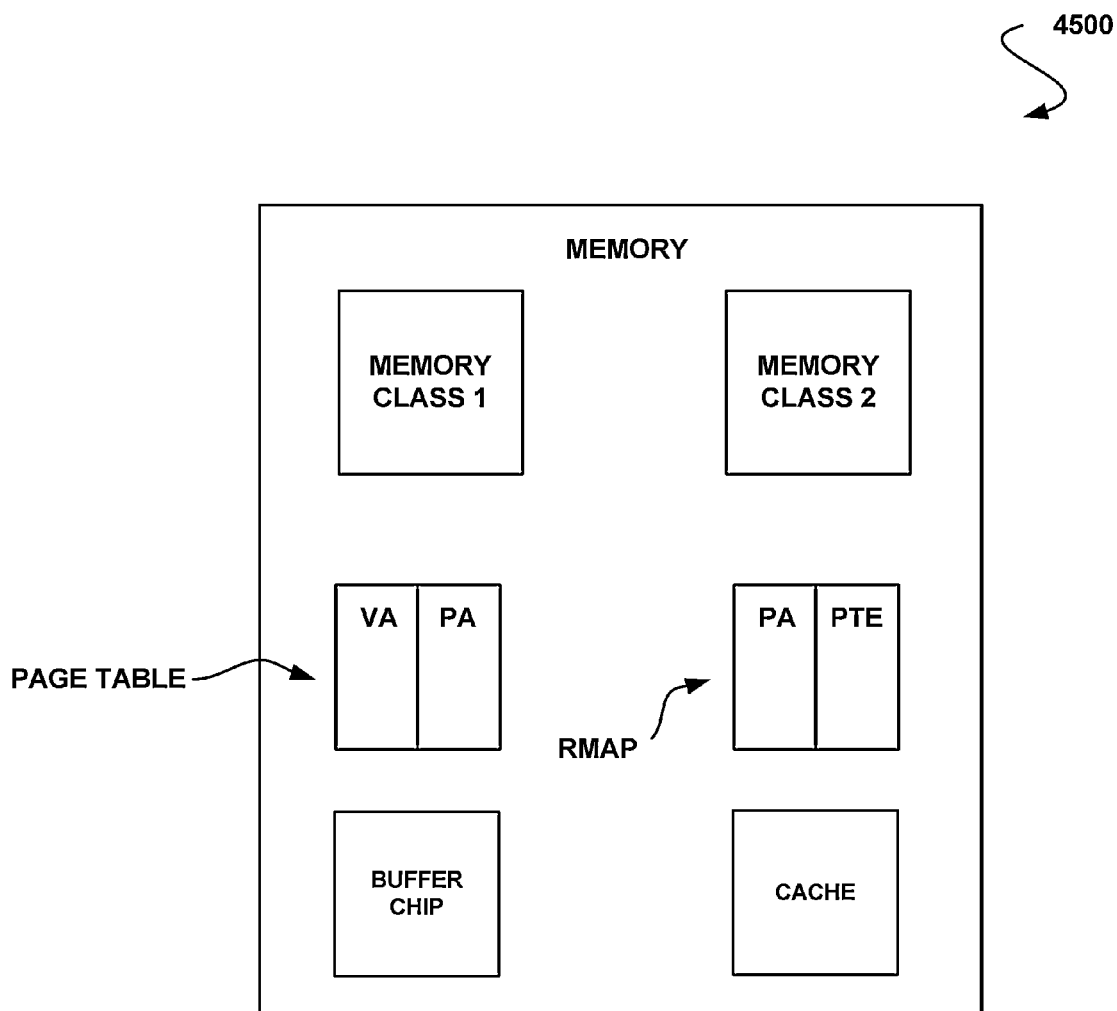 4500
MEMORY
MEMORY
CLASS 1
MEMORY
CLASS 2
VA
PA
PA
PTE
PAGE TABLE
RMAP
BUFFER
CHIP
CACHE